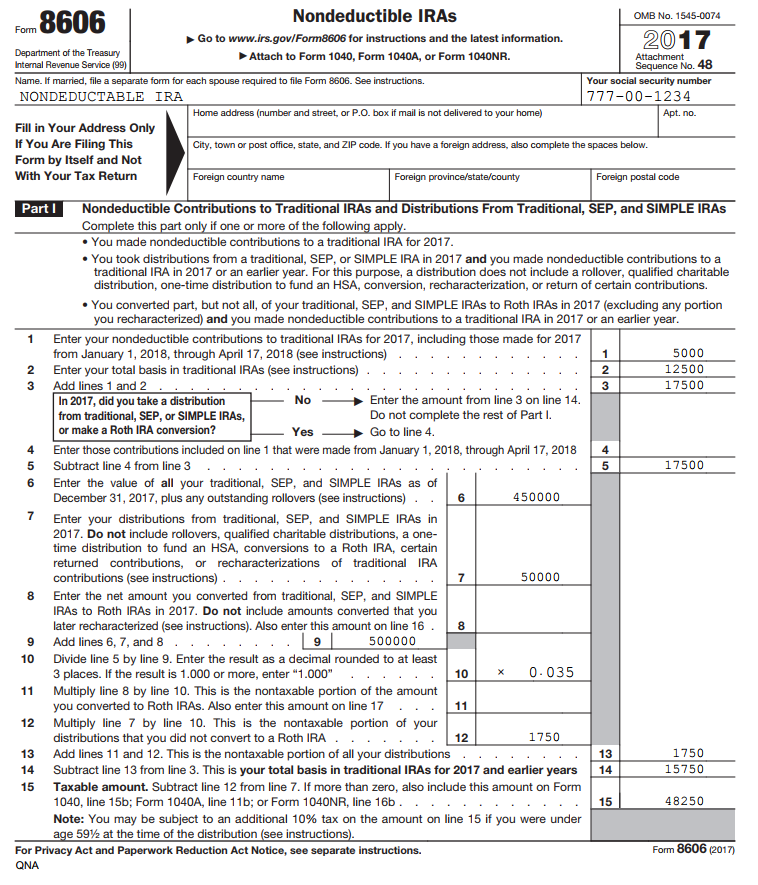 Form 8606
Department of the Treasury
Internal Revenue Service (99)
Nondeductible IRAs
▶ Go to www.irs.gov/Form8606 for instructions and the latest information.
▶ Attach to Form 1040, Form 1040A, or Form 1040NR.
OMB No. 1545-0074
2017
Attachment
Sequence No. 48
Name. If married, file a separate form for each spouse required to file Form 8606. See instructions.
NONDEDUCTABLE IRA
Your social security number
777-00-1234
Fill in Your Address Only
If You Are Filing This
Form by Itself and Not
With Your Tax Return
Home address (number and street, or P.O. box if mail is not delivered to your home)
Apt. no.
City, town or post office, state, and ZIP code. If you have a foreign address, also complete the spaces below.
Foreign country name
Foreign province/state/county
Foreign postal code
Part I Nondeductible Contributions to Traditional IRAs and Distributions From Traditional, SEP, and SIMPLE IRAs
Complete this part only if one or more of the following apply.
• You made nondeductible contributions to a traditional IRA for 2017.
• You took distributions from a traditional, SEP, or SIMPLE IRA in 2017 and you made nondeductible contributions to a
traditional IRA in 2017 or an earlier year. For this purpose, a distribution does not include a rollover, qualified charitable
distribution, one-time distribution to fund an HSA, conversion, recharacterization, or return of certain contributions.
• You converted part, but not all, of your traditional, SEP, and SIMPLE IRAs to Roth IRAs in 2017 (excluding any portion
you recharacterized) and you made nondeductible contributions to a traditional IRA in 2017 or an earlier year.
1 Enter your nondeductible contributions to traditional IRAs for 2017, including those made for 2017
from January 1, 2018, through April 17, 2018 (see instructions) . . . . . . . . . . . . 1 5000
2 Enter your total basis in traditional IRAs (see instructions) . . . . . . . . . . . . . . 2 12500
3 Add lines 1 and 2 . . . . . . . . . . . . . . . . . . . . . . . . . . 3 17500
In 2017, did you take a distribution
from traditional, SEP, or SIMPLE IRAs,
or make a Roth IRA conversion?
No ▶ Enter the amount from line 3 on line 14.
Do not complete the rest of Part I.
Yes ▶ Go to line 4.
4 Enter those contributions included on line 1 that were made from January 1, 2018, through April 17, 2018 4
5 Subtract line 4 from line 3 . . . . . . . . . . . . . . . . . . . . . . . 5 17500
6 Enter the value of all your traditional, SEP, and SIMPLE IRAs as of
December 31, 2017, plus any outstanding rollovers (see instructions) . . 6 450000
7 Enter your distributions from traditional, SEP, and SIMPLE IRAs in
2017. Do not include rollovers, qualified charitable distributions, a one-
time distribution to fund an HSA, conversions to a Roth IRA, certain
returned contributions, or recharacterizations of traditional IRA
contributions (see instructions) . . . . . . . . . . . . . 7 50000
8 Enter the net amount you converted from traditional, SEP, and SIMPLE
IRAs to Roth IRAs in 2017. Do not include amounts converted that you
later recharacterized (see instructions). Also enter this amount on line 16 . 8
9 Add lines 6, 7, and 8 . . . . . . . . 9 500000
10 Divide line 5 by line 9. Enter the result as a decimal rounded to at least
3 places. If the result is 1.000 or more, enter “1.000” . . . . . . 10 × 0.035
11 Multiply line 8 by line 10. This is the nontaxable portion of the amount
you converted to Roth IRAs. Also enter this amount on line 17 . . . 11
12 Multiply line 7 by line 10. This is the nontaxable portion of your
distributions that you did not convert to a Roth IRA . . . . . . . 12 1750
13 Add lines 11 and 12. This is the nontaxable portion of all your distributions . . . . . . . . 13 1750
14 Subtract line 13 from line 3. This is your total basis in traditional IRAs for 2017 and earlier years 14 15750
15 Taxable amount. Subtract line 12 from line 7. If more than zero, also include this amount on Form
1040, line 15b; Form 1040A, line 11b; or Form 1040NR, line 16b . . . . . . . . . . . . 15 48250
Note: You may be subject to an additional 10% tax on the amount on line 15 if you were under
age 59½ at the time of the distribution (see instructions).
For Privacy Act and Paperwork Reduction Act Notice, see separate instructions.
Form 8606 (2017)
QNA